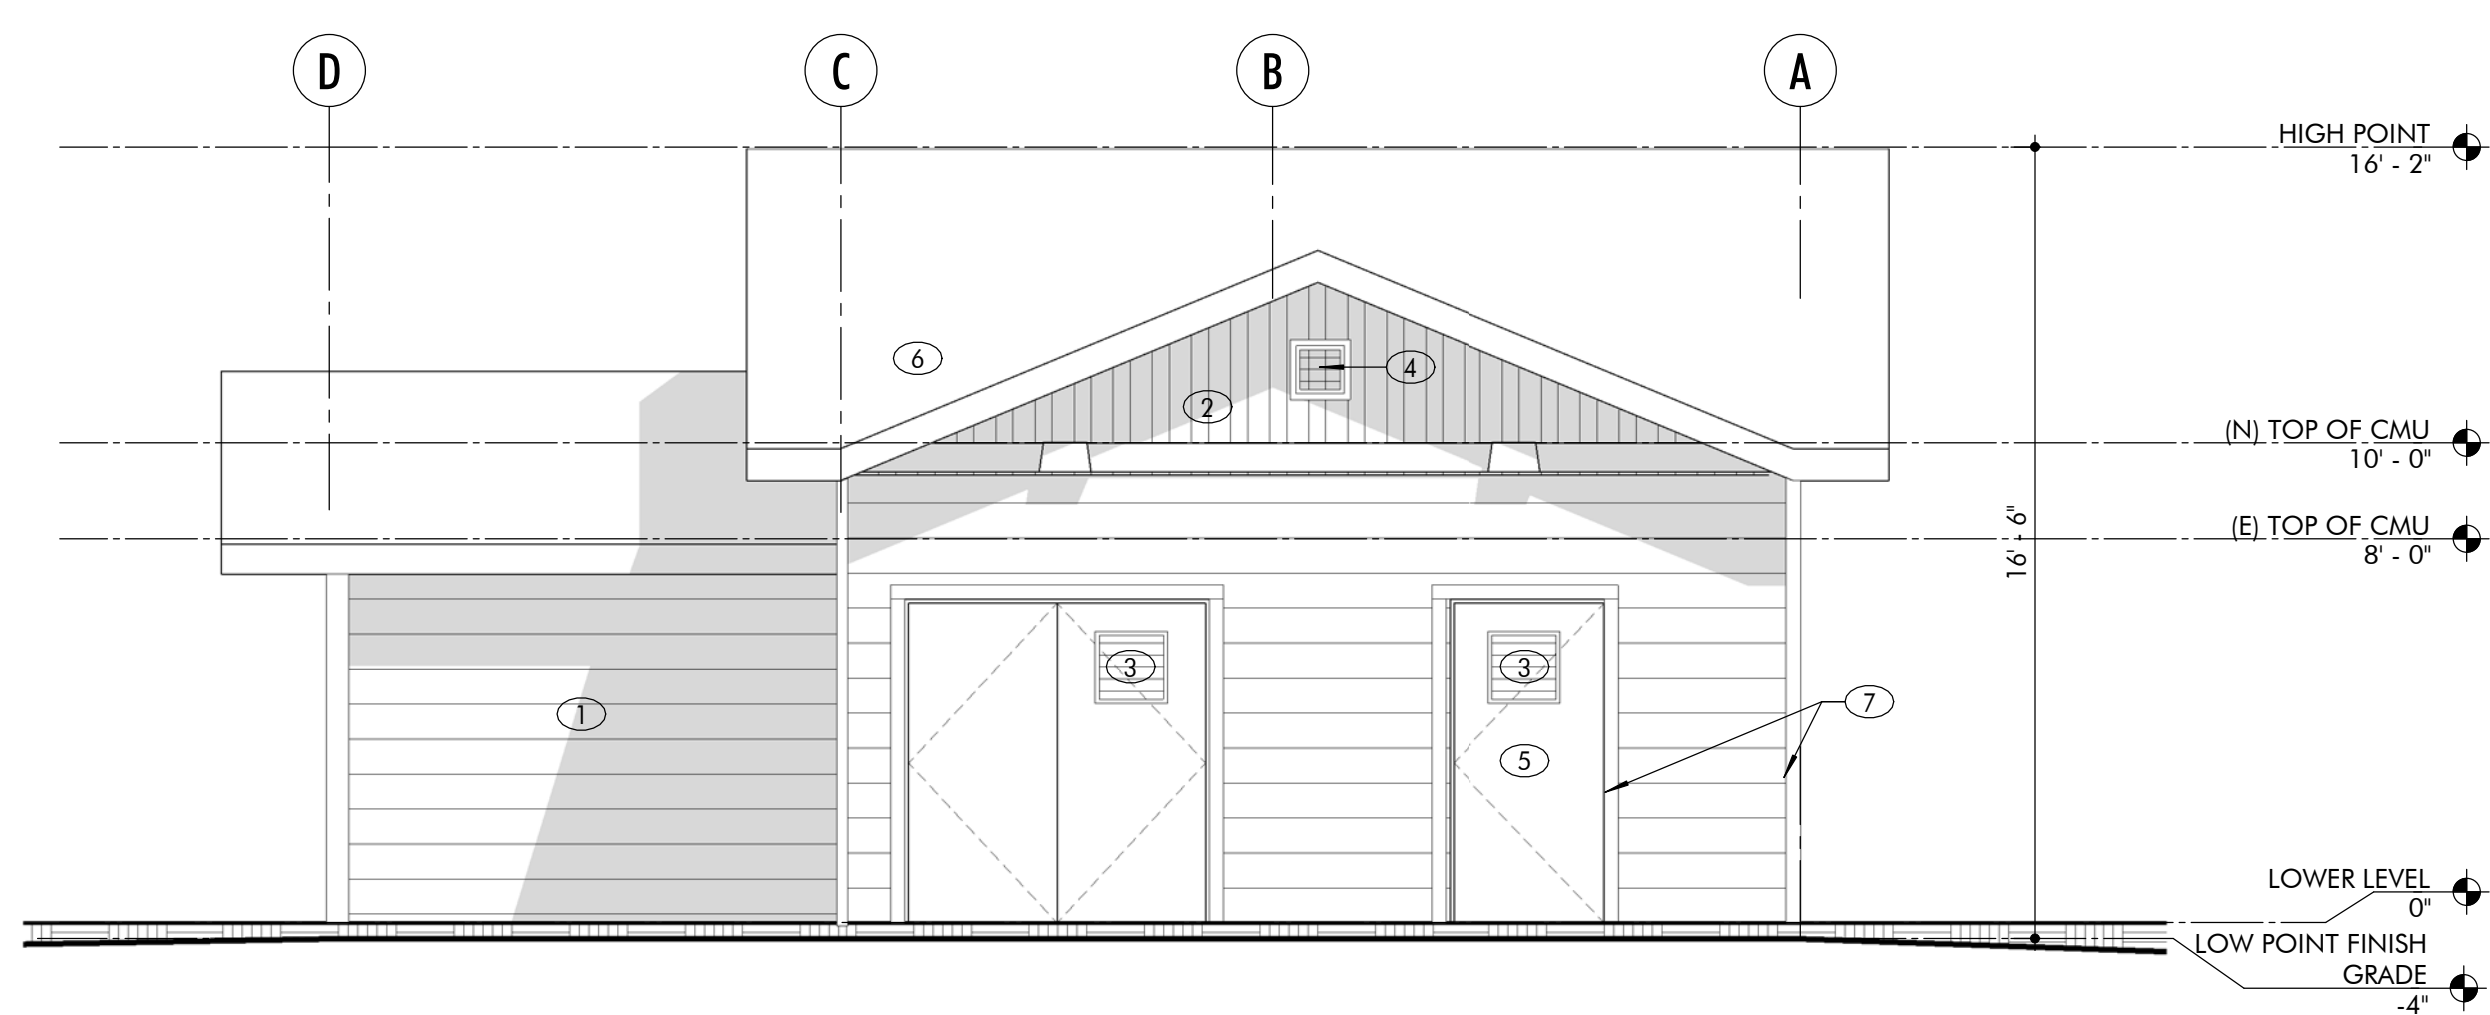 D
C
B
A
HIGH POINT
16' - 2"
6
4
2
(N) TOP OF CMU
10' - 0"
16' - 6"
(E) TOP OF CMU
8' - 0"
3
3
7
1
5
LOWER LEVEL
0"
LOW POINT FINISH
GRADE
-4"